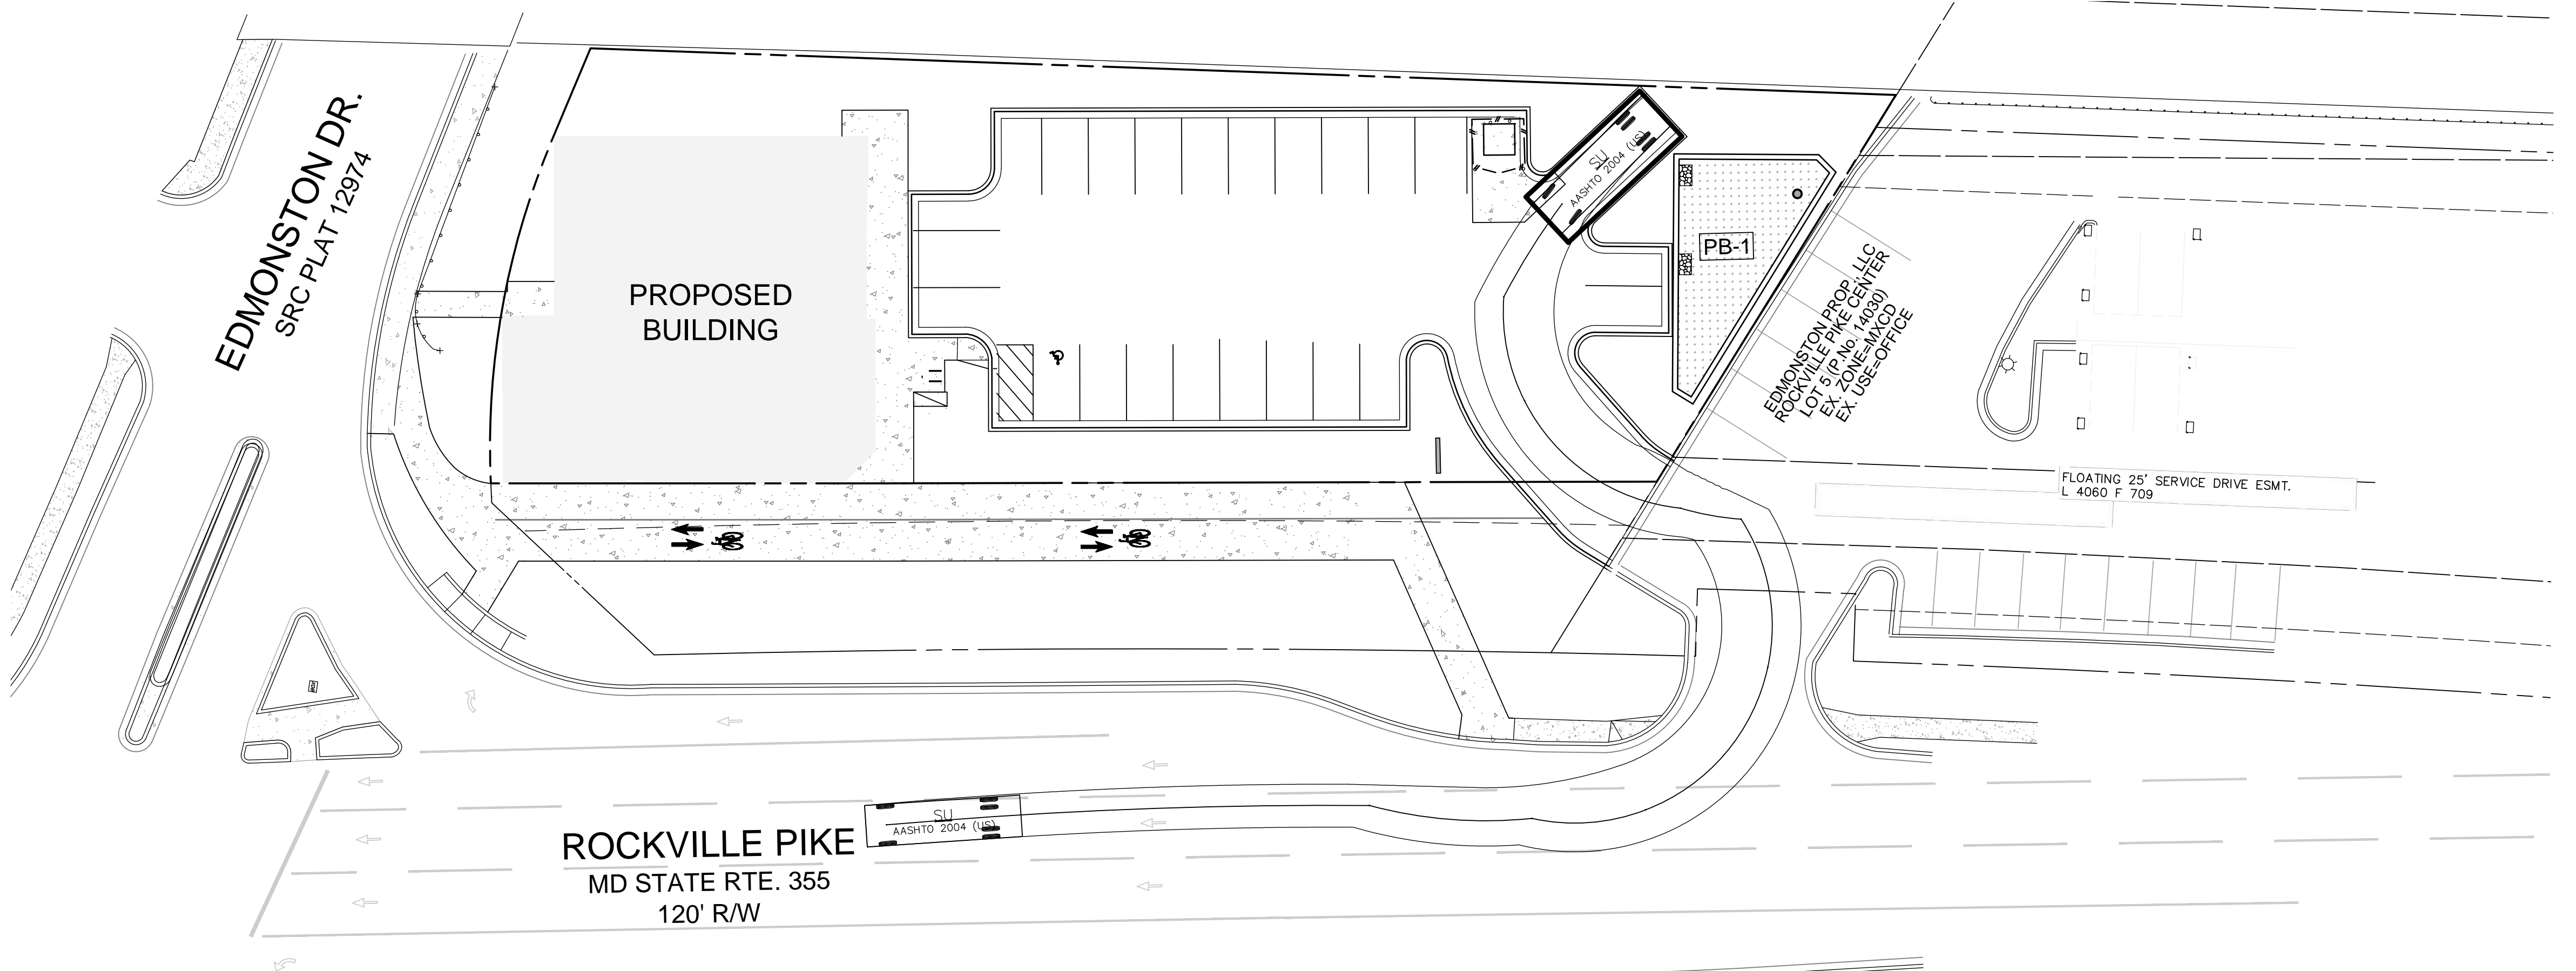 EDMONSTON DR.
SRC PLAT 12974
PROPOSED
BUILDING
SU
AASHTO 2004 (US)
PB-1
EDMONSTON PROP., LLC
ROCKVILLE PIKE CENTER
LOT 5 (P.No. 14030)
EX. ZONE=MXCD
EX. USE=OFFICE
FLOATING 25' SERVICE DRIVE ESMT.
L 4060 F 709
SU
AASHTO 2004 (US)
ROCKVILLE PIKE
MD STATE RTE. 355
120' R/W